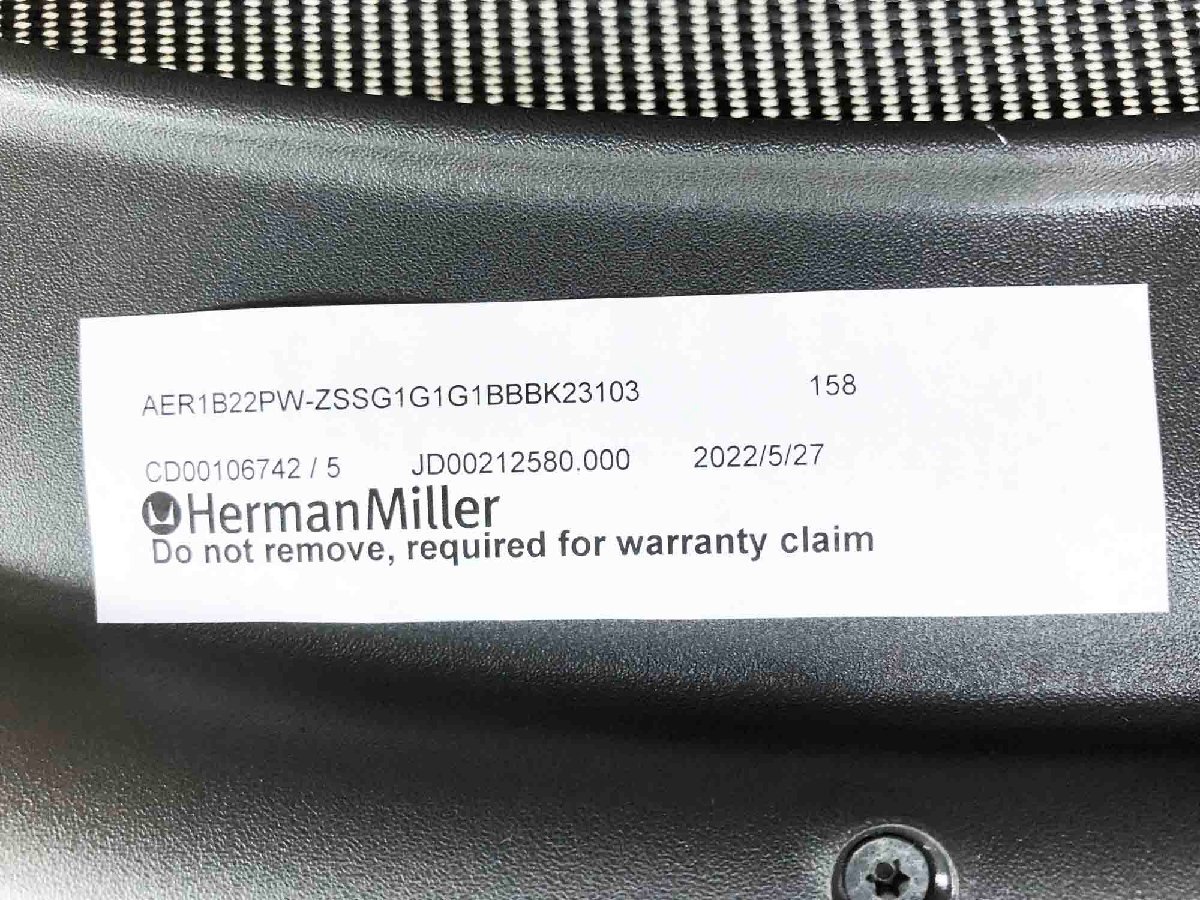 AER1B22PW-ZSSG1G1G1BBBK23103 158
CD00106742 / 5 JD00212580.000 2022/5/27
HermanMiller
Do not remove, required for warranty claim